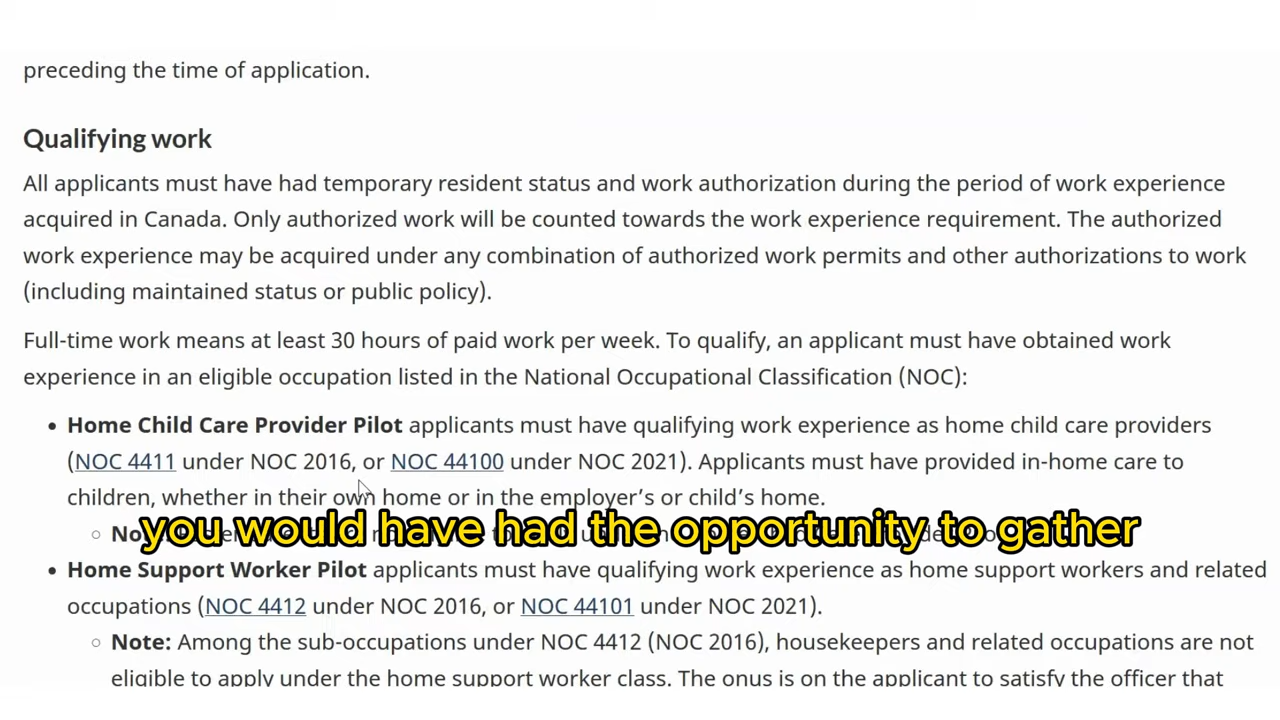 preceding the time of application.
Qualifying work
All applicants must have had temporary resident status and work authorization during the period of work experience
acquired in Canada. Only authorized work will be counted towards the work experience requirement. The authorized
work experience may be acquired under any combination of authorized work permits and other authorizations to work
(including maintained status or public policy).
Full-time work means at least 30 hours of paid work per week. To qualify, an applicant must have obtained work
experience in an eligible occupation listed in the National Occupational Classification (NOC):
• Home Child Care Provider Pilot applicants must have qualifying work experience as home child care providers
(NOC 4411 under NOC 2016, or NOC 44100 under NOC 2021). Applicants must have provided in-home care to
children, whether in their own home or in the employer's or child's home.
you would have had the opportunity to gather
• Home Support Worker Pilot applicants must have qualifying work experience as home support workers and related
occupations (NOC 4412 under NOC 2016, or NOC 44101 under NOC 2021).
Note: Among the sub-occupations under NOC 4412 (NOC 2016), housekeepers and related occupations are not
eligible to apply under the home support worker class. The onus is on the applicant to satisfy the officer that